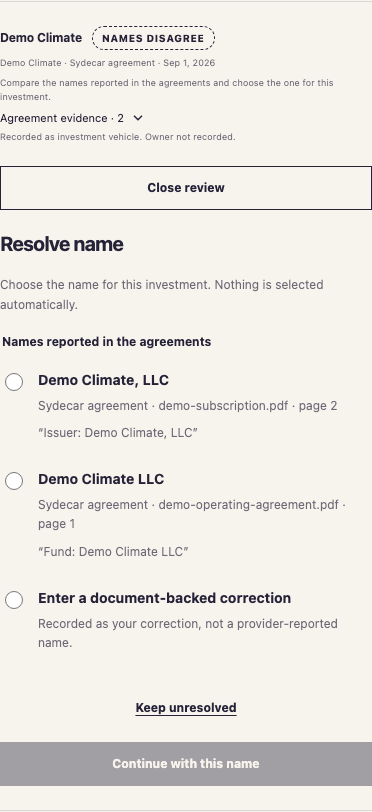 Demo Climate NAMES DISAGREE
Demo Climate · Sydecar agreement · Sep 1, 2026
Compare the names reported in the agreements and choose the one for this
investment.
Agreement evidence · 2
Recorded as investment vehicle. Owner not recorded.
Close review
Resolve name
Choose the name for this investment. Nothing is selected
automatically.
Names reported in the agreements
Demo Climate, LLC
Sydecar agreement · demo-subscription.pdf · page 2
“Issuer: Demo Climate, LLC”
Demo Climate LLC
Sydecar agreement · demo-operating-agreement.pdf ·
page 1
“Fund: Demo Climate LLC”
Enter a document-backed correction
Recorded as your correction, not a provider-reported
name.
Keep unresolved
Continue with this name